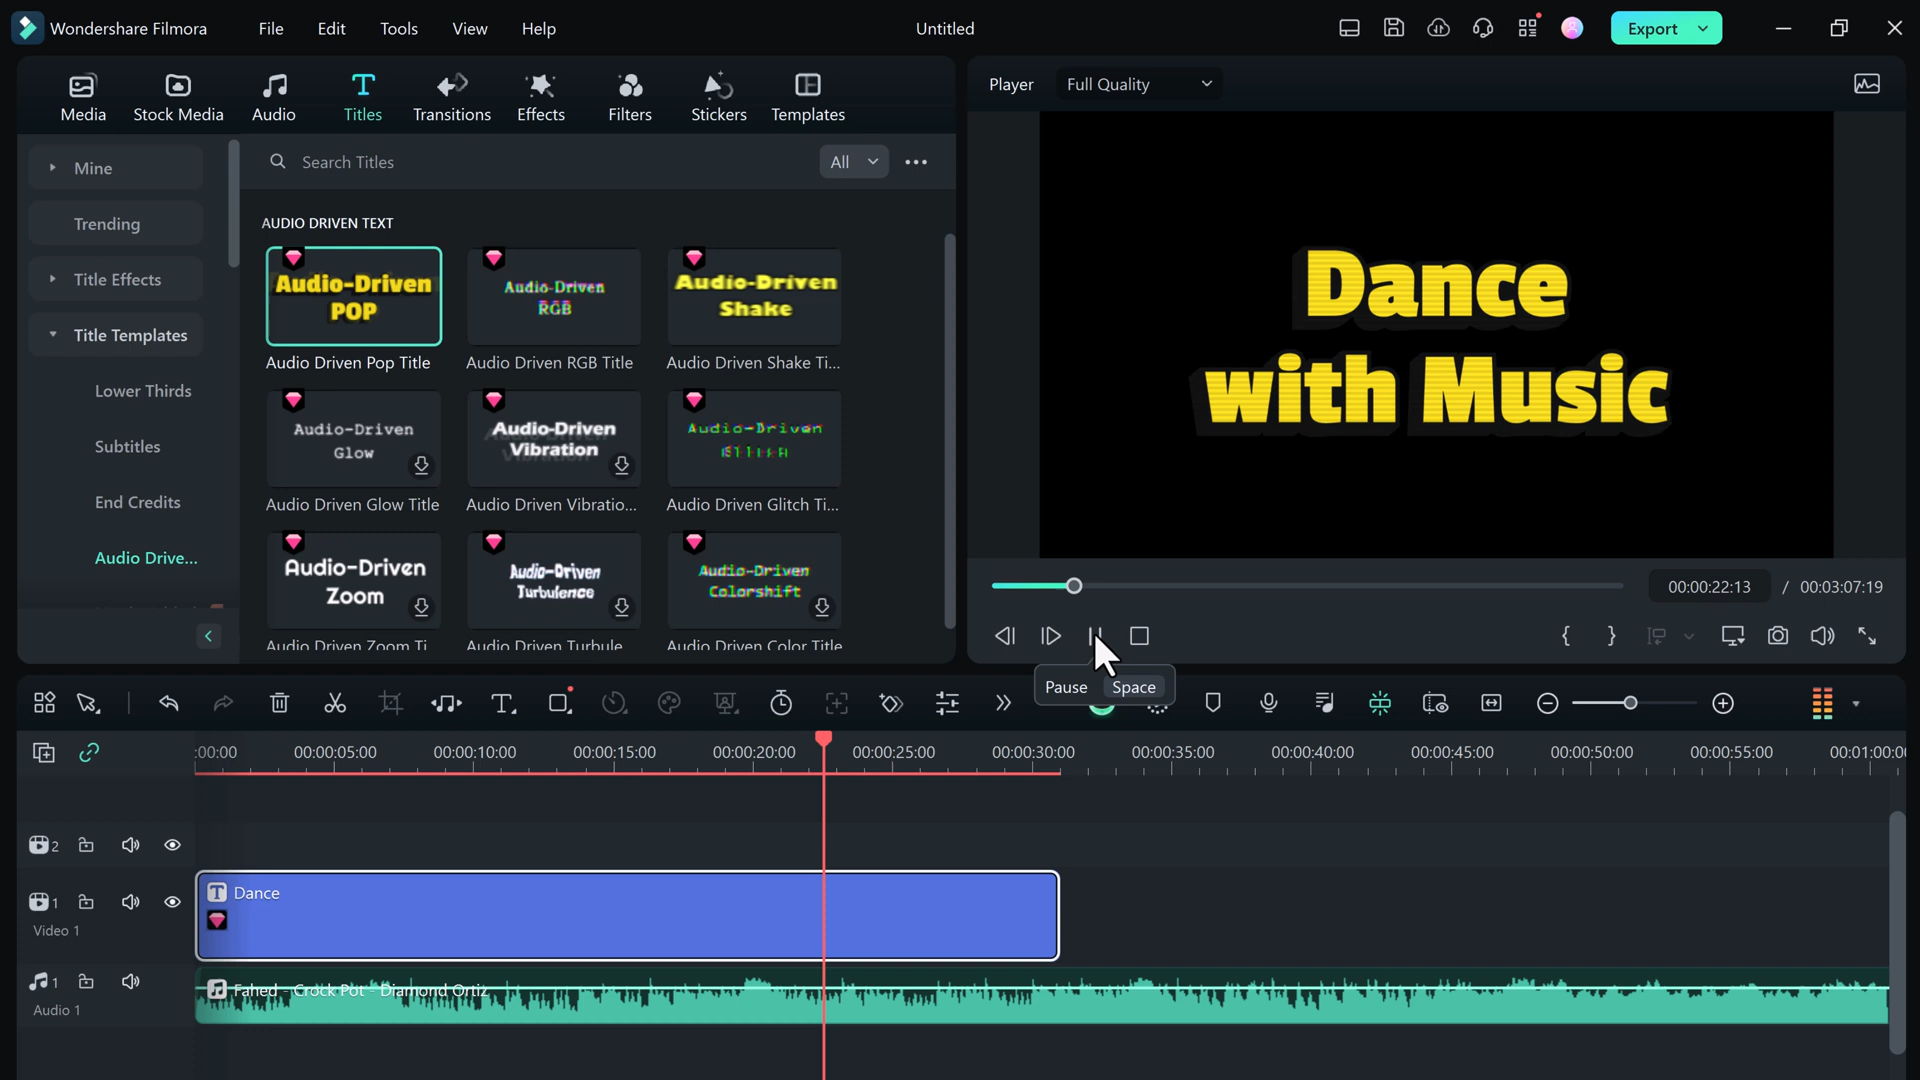 Wondershare Filmora
File
Edit
Tools
View
Help
Untitled
Export
Media
Stock Media
Audio
Titles
Transitions
Effects
Filters
Stickers
Templates
Player
Full Quality
Mine
Trending
Title Effects
Title Templates
Lower Thirds
Subtitles
End Credits
Audio Drive...
Search Titles
All
AUDIO DRIVEN TEXT
Audio-Driven
POP
Audio Driven Pop Title
Audio-Driven
RGB
Audio Driven RGB Title
Audio-Driven
Shake
Audio Driven Shake Ti...
Audio-Driven
Glow
Audio Driven Glow Title
Audio-Driven
Vibration
Audio Driven Vibratio...
Audio-Driven
Audio Driven Glitch Ti...
Audio-Driven
Zoom
Audio Driven Zoom Ti
Audio-Driven
Turbulence
Audio Driven Turbule
Audio-Driven
Colorshift
Audio Driven Color Title
Dance
with Music
00:00:22:13 / 00:03:07:19
Pause Space
:00:00 00:00:05:00 00:00:10:00 00:00:15:00 00:00:20:00 00:00:25:00 00:00:30:00 00:00:35:00 00:00:40:00 00:00:45:00 00:00:50:00 00:00:55:00 00:01:00:0
2
1
Video 1
Dance
1
Audio 1
Fahed - Crock Pot - Diamond Ortiz